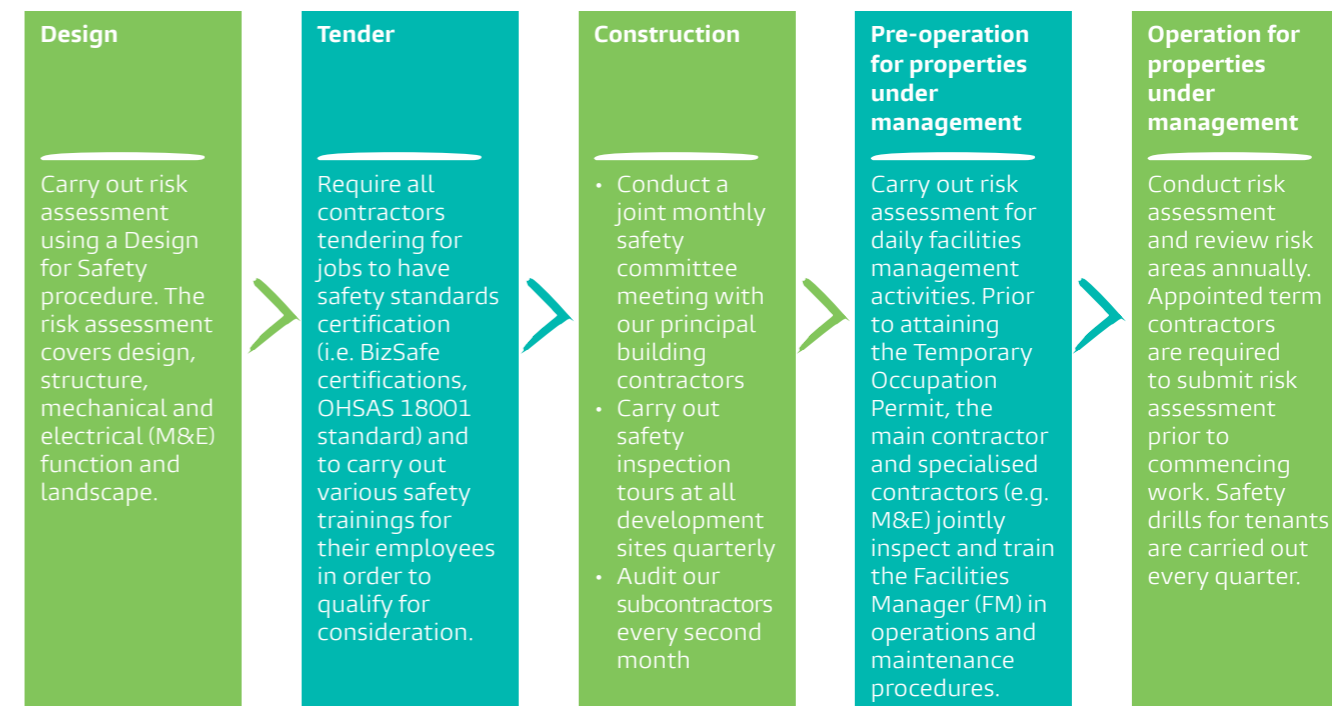 Design
Carry out risk
assessment
using a Design
for Safety
procedure. The
risk assessment
covers design,
structure,
mechanical and
electrical (M&E)
function and
landscape.
Tender
Require all
contractors
tendering for
jobs to have
safety standards
certification
(i.e. BizSafe
certifications,
OHSAS 18001
standard) and
to carry out
various safety
trainings for
their employees
in order to
qualify for
consideration.
Construction
• Conduct a
joint monthly
safety
committee
meeting with
our principal
building
contractors
• Carry out
safety
inspection
tours at all
development
sites quarterly
• Audit our
subcontractors
every second
month
Pre-operation
for properties
under
management
Carry out risk
assessment for
daily facilities
management
activities. Prior
to attaining
the Temporary
Occupation
Permit, the
main contractor
and specialised
contractors (e.g.
M&E) jointly
inspect and train
the Facilities
Manager (FM) in
operations and
maintenance
procedures.
Operation for
properties
under
management
Conduct risk
assessment
and review risk
areas annually.
Appointed term
contractors
are required
to submit risk
assessment
prior to
commencing
work. Safety
drills for tenants
are carried out
every quarter.